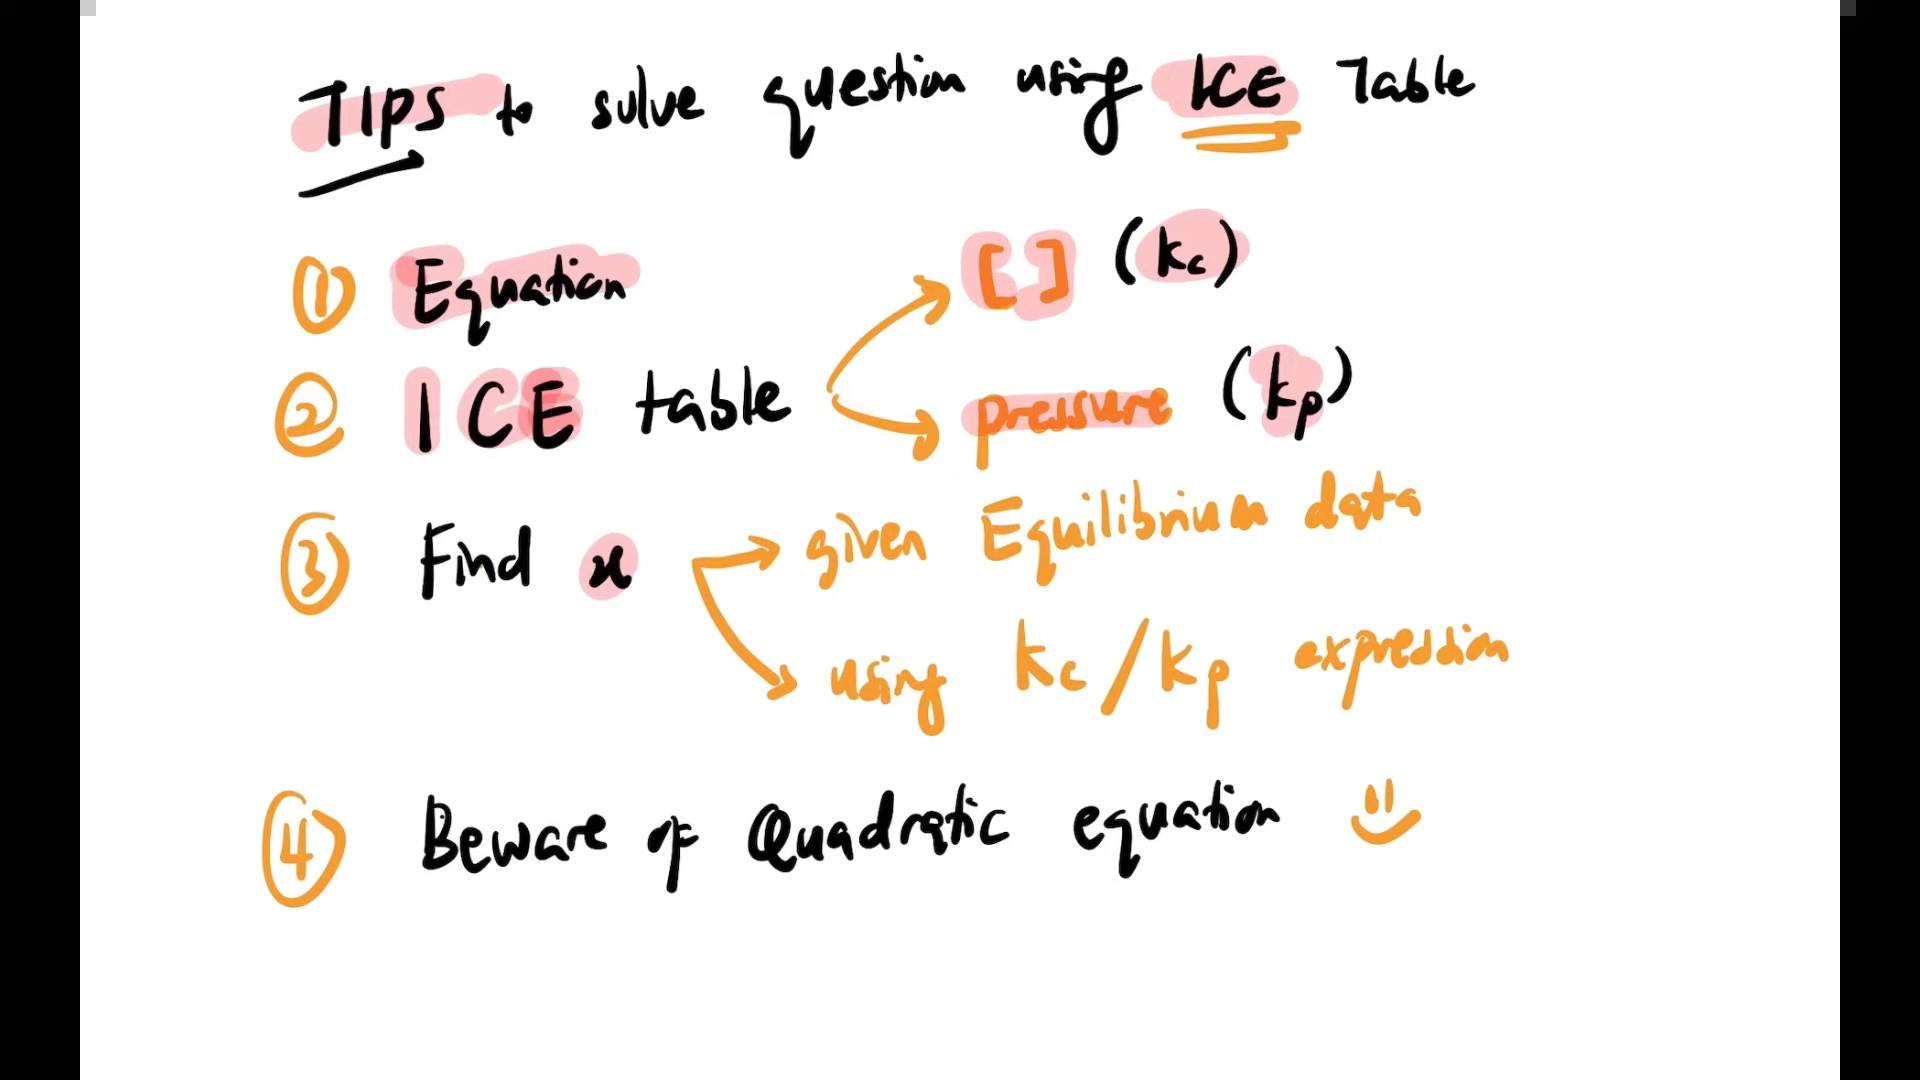 TIPS to solve question using ICE Table
① Equation
② ICE table → [ ] (kc)
→ pressure (kp)
③ Find x → given Equilibrium data
→ using kc/kp expression
④ Beware of Quadratic equation